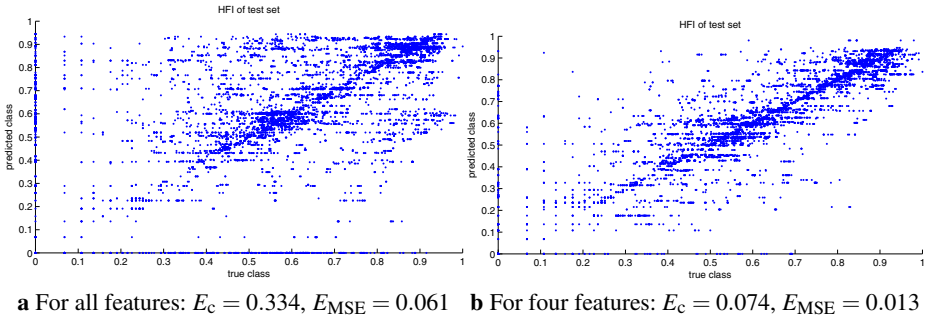 HFI of test set
predicted class
1
0.9
0.8
0.7
0.6
0.5
0.4
0.3
0.2
0.1
0
0 0.1 0.2 0.3 0.4 0.5 0.6 0.7 0.8 0.9 1
true class
a For all features: Ec = 0.334, EMSE = 0.061
HFI of test set
predicted class
1
0.9
0.8
0.7
0.6
0.5
0.4
0.3
0.2
0.1
0
0 0.1 0.2 0.3 0.4 0.5 0.6 0.7 0.8 0.9 1
true class
b For four features: Ec = 0.074, EMSE = 0.013